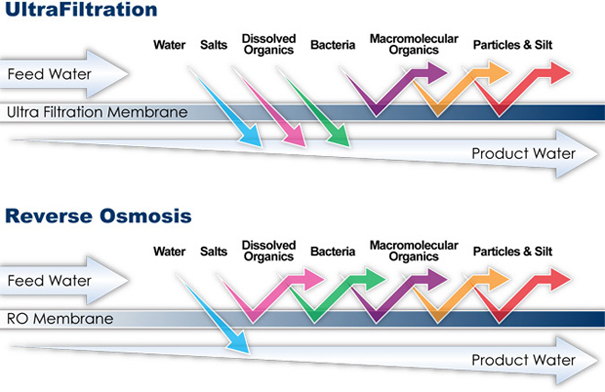 UltraFiltration
Water Salts Dissolved Organics Bacteria Macromolecular Organics Particles & Silt
Feed Water
Ultra Filtration Membrane
Product Water
Reverse Osmosis
Water Salts Dissolved Organics Bacteria Macromolecular Organics Particles & Silt
Feed Water
RO Membrane
Product Water